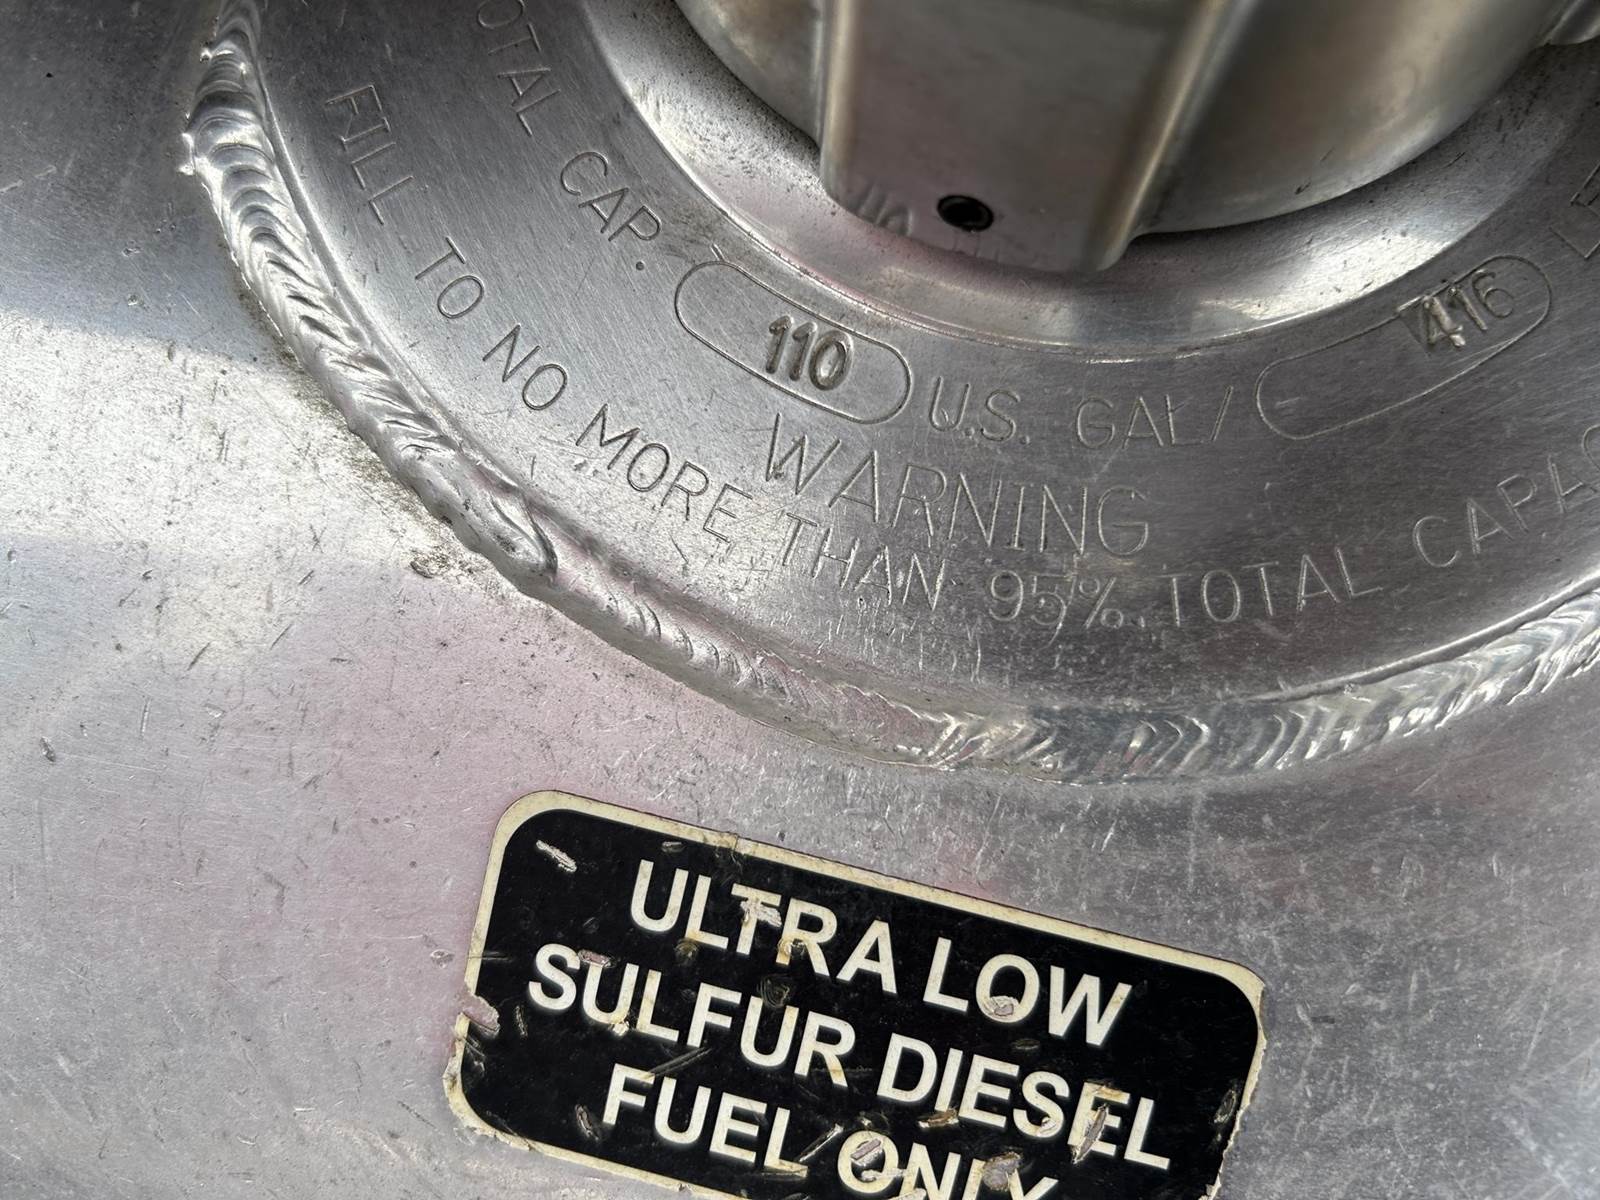 TOTAL CAP. 110 U.S. GAL/ 416
WARNING
FILL TO NO MORE THAN 95% TOTAL
ULTRA LOW
SULFUR DIESEL
FUEL ONLY